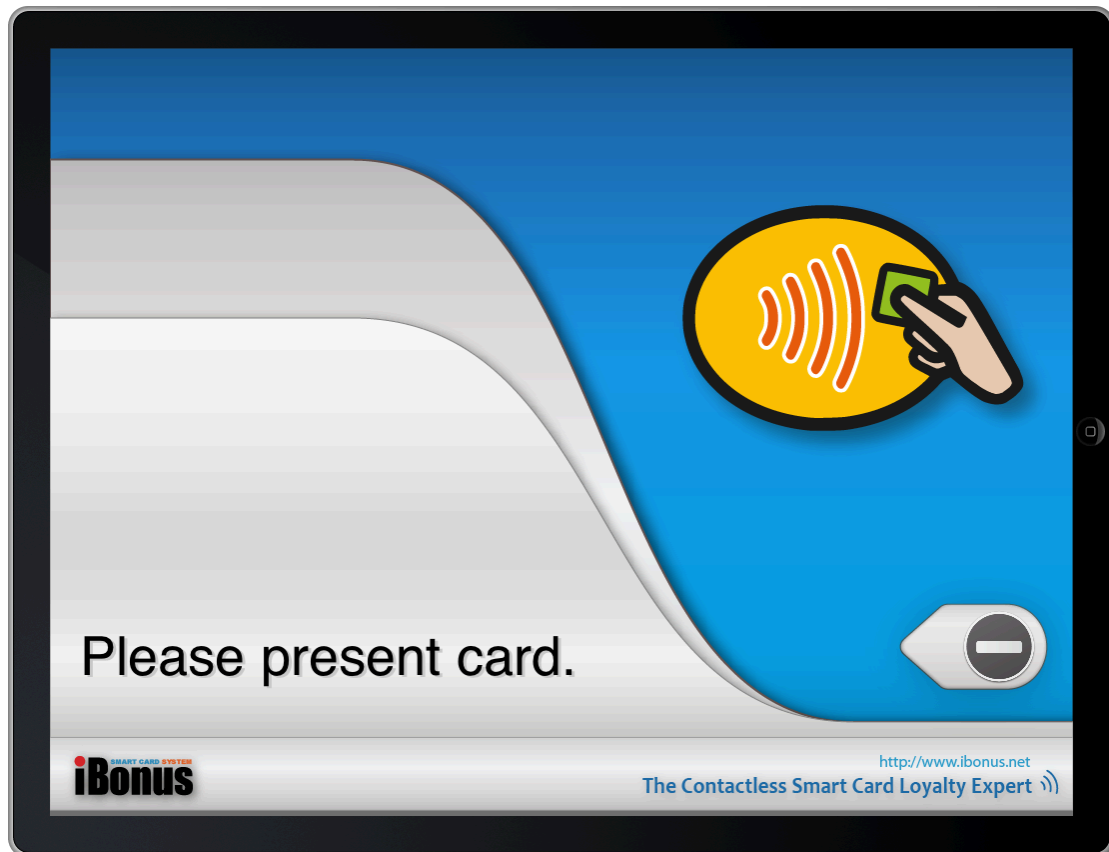 Please present card.
SMART CARD SYSTEM
iBonus
http://www.ibonus.net
The Contactless Smart Card Loyalty Expert